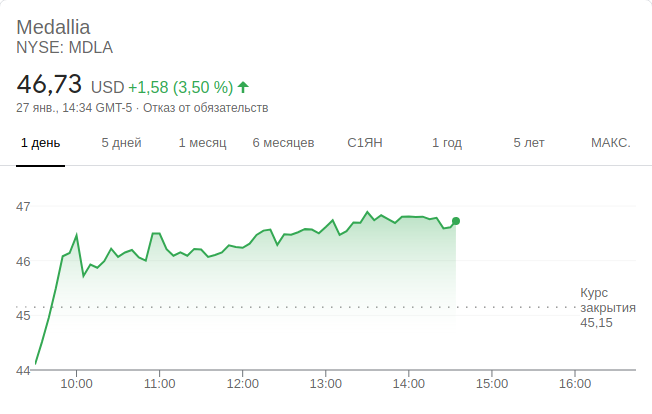 Medallia
NYSE: MDLA
46,73 USD +1,58 (3,50 %)
27 янв., 14:34 GMT-5 · Отказ от обязательств
1 день 5 дней 1 месяц 6 месяцев С1ЯН 1 год 5 лет МАКС.
47
46
45
44
Курс
закрытия
45,15
10:00 11:00 12:00 13:00 14:00 15:00 16:00